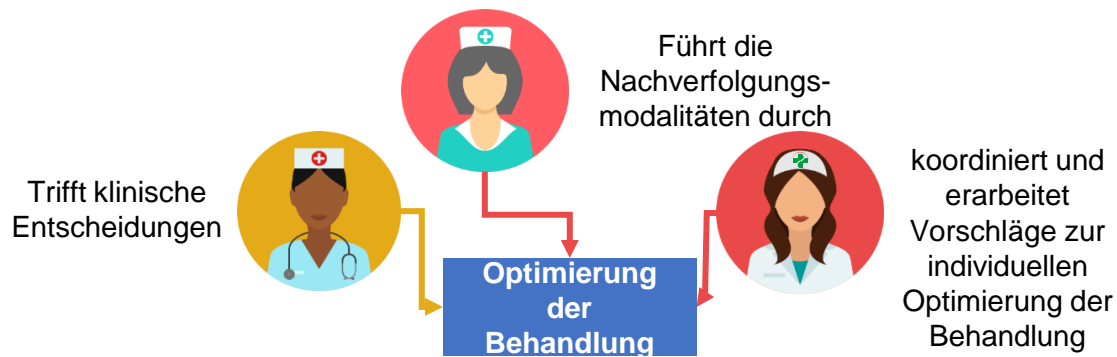 Trifft klinische
Entscheidungen
Führt die
Nachverfolgungs-
modalitäten durch
koordiniert und
erarbeitet
Vorschläge zur
individuellen
Optimierung der
Behandlung
Optimierung
der
Behandlung